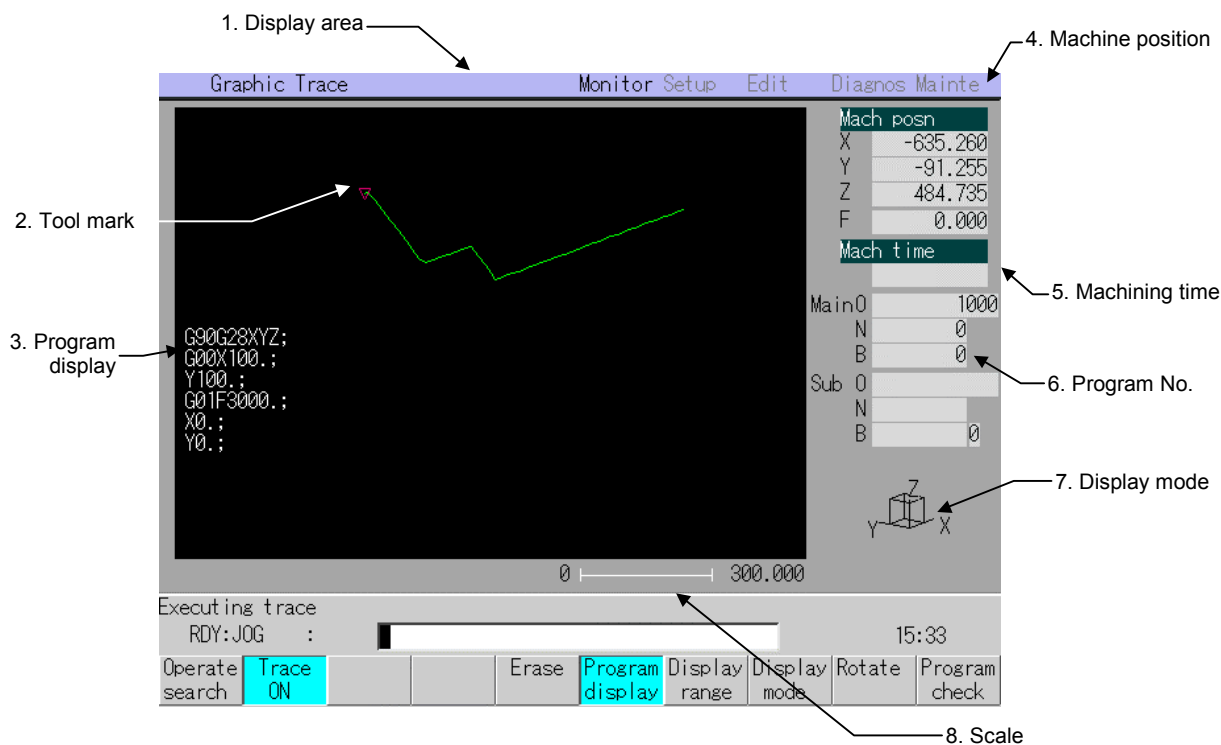 1. Display area
4. Machine position
Graphic Trace Monitor Setup Edit Diagnos Mainte
Mach posn
X -635.260
Y -91.255
Z 484.735
F 0.000
2. Tool mark
Mach time
5. Machining time
MainO 1000
N 0
B 0
6. Program No.
Sub O
N
B 0
3. Program
display
G90G28XYZ;
G00X100.;
Y100.;
G01F3000.;
X0.;
Y0.;
7. Display mode
Z
Y X
0 300.000
Executing trace
RDY:JOG : 15:33
Operate search
Trace ON
Erase
Program display
Display range
Display mode
Rotate
Program check
8. Scale